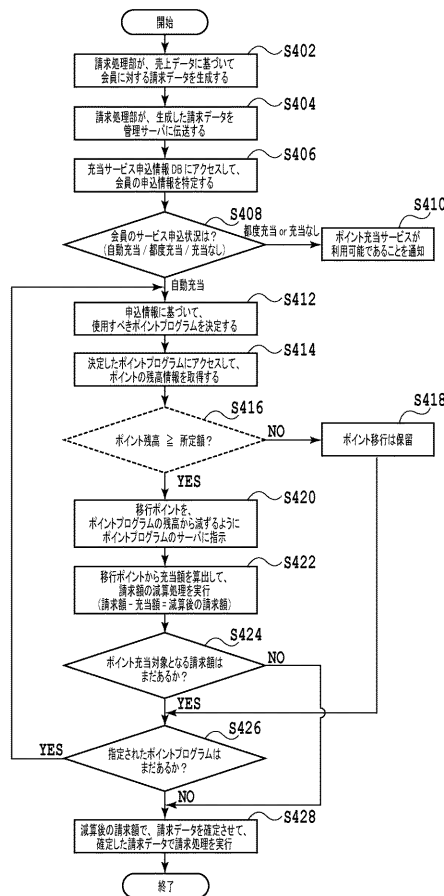 開始
S402
請求処理部が、売上データに基づいて
会員に対する請求データを生成する
S404
請求処理部が、生成した請求データを
管理サーバに伝送する
S406
充当サービス申込情報DBにアクセスして、
会員の申込情報を特定する
S408
会員のサービス申込状況は?
(自動充当/都度充当/充当なし)
都度充当 or 充当なし
S410
ポイント充当サービスが
利用可能であることを通知
自動充当
S412
申込情報に基づいて、
使用すべきポイントプログラムを決定する
S414
決定したポイントプログラムにアクセスして、
ポイントの残高情報を取得する
S416
ポイント残高 ≧ 所定額?
NO
S418
ポイント移行は保留
YES
S420
移行ポイントを、
ポイントプログラムの残高から減ずるように
ポイントプログラムのサーバに指示
S422
移行ポイントから充当額を算出して、
請求額の減算処理を実行
(請求額-充当額=減算後の請求額)
S424
ポイント充当対象となる請求額は
まだあるか?
NO
YES
S426
指定されたポイントプログラムは
まだあるか?
YES
NO
S428
減算後の請求額で、請求データを確定させて、
確定した請求データで請求処理を実行
終了